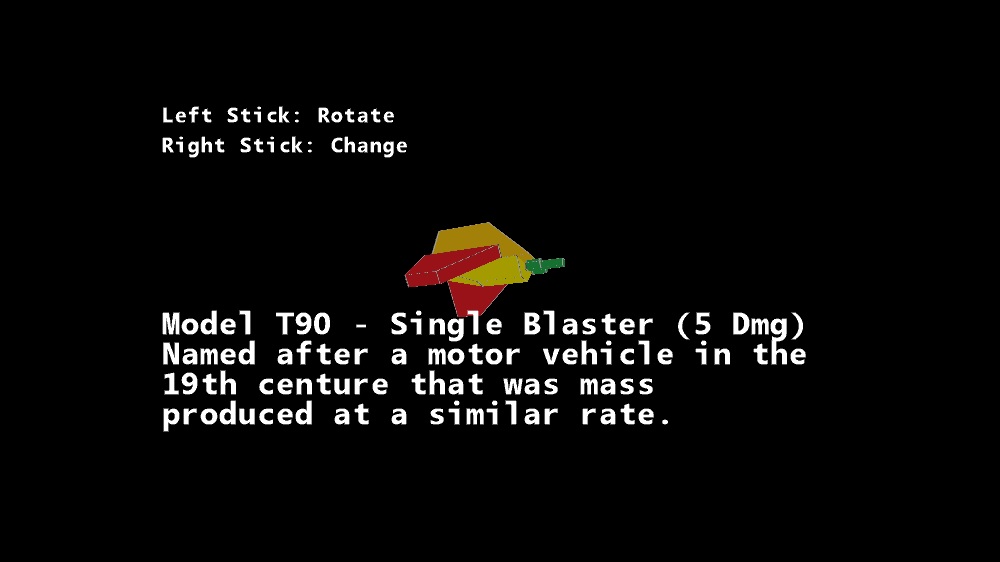 Left Stick: Rotate
Right Stick: Change
Model T90 - Single Blaster (5 Dmg)
Named after a motor vehicle in the
19th centure that was mass
produced at a similar rate.